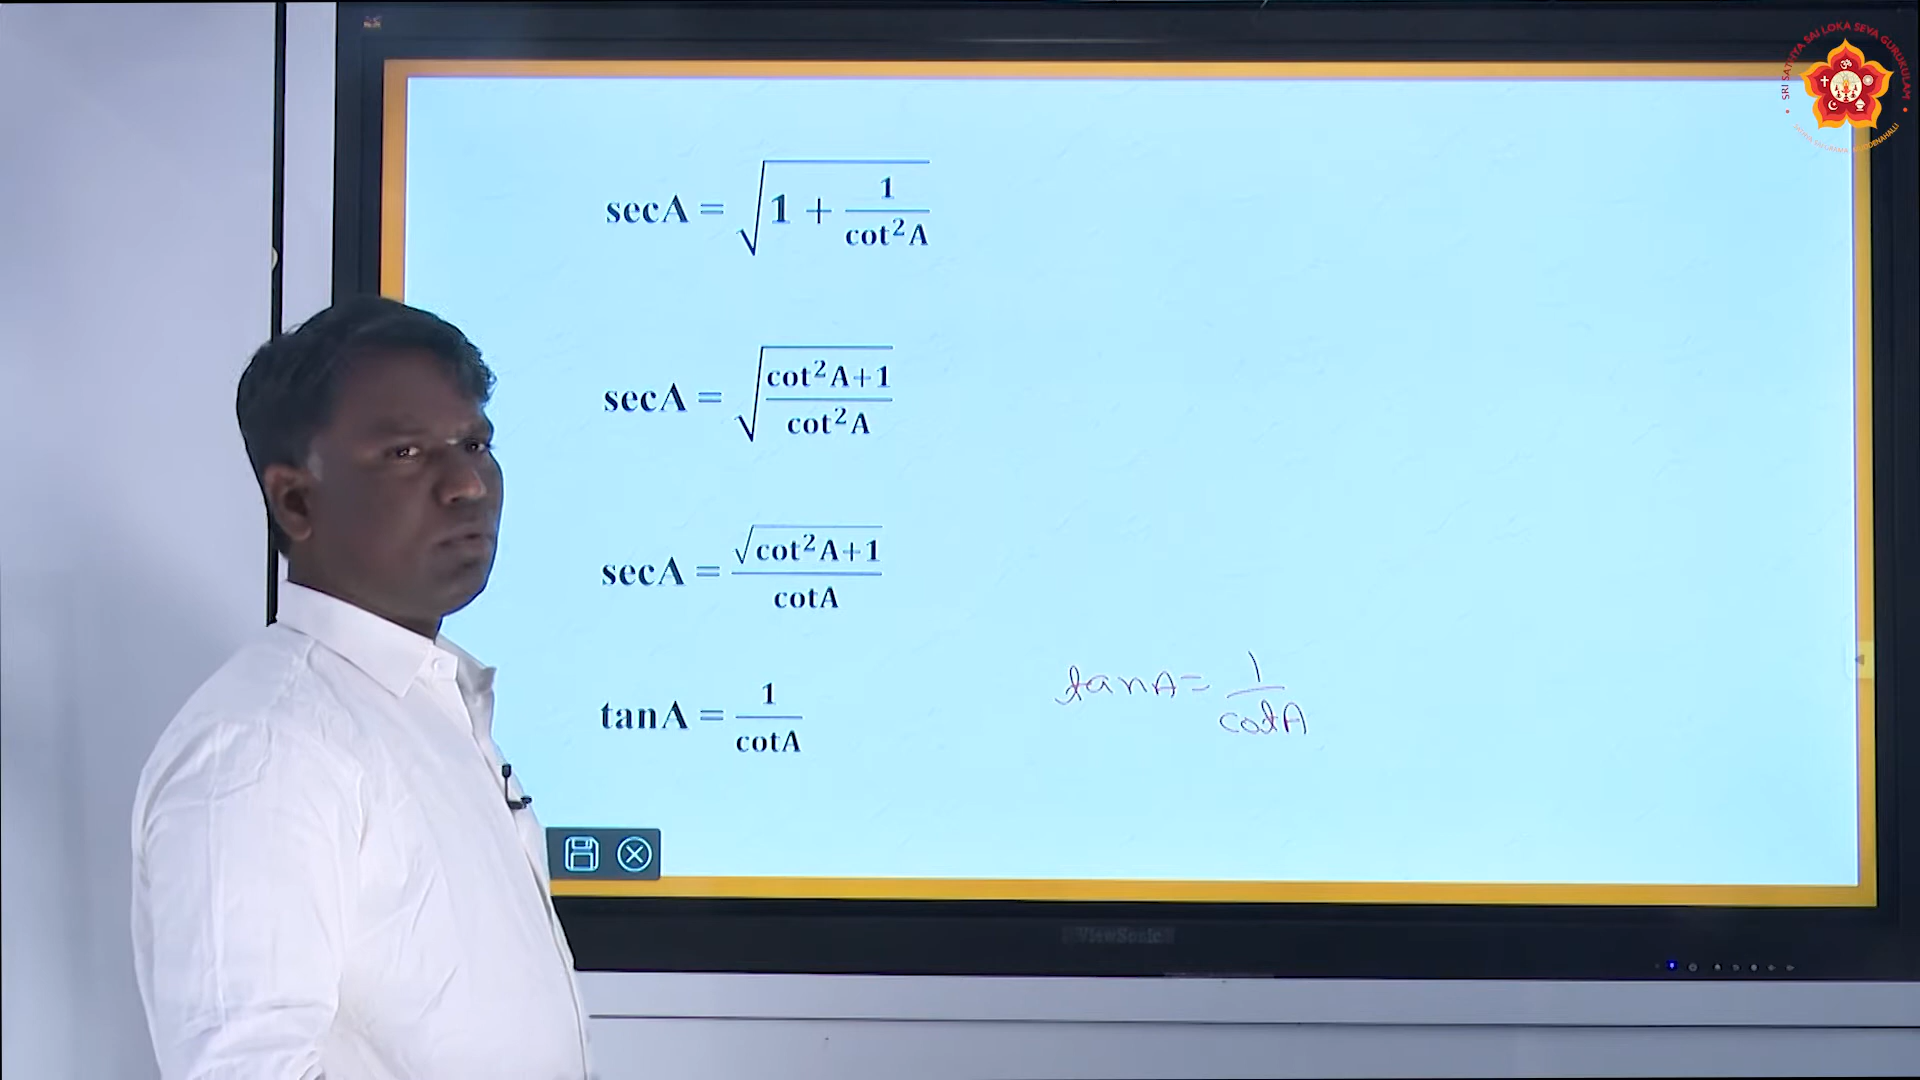 SRI SATHYA SAI LOKA SEVA GURUKULAM
secA = √(1 + 1/cot²A)
secA = √((cot²A+1)/cot²A)
secA = √(cot²A+1)/cotA
tanA = 1/cotA
tanA = 1/cotA
ViewSonic